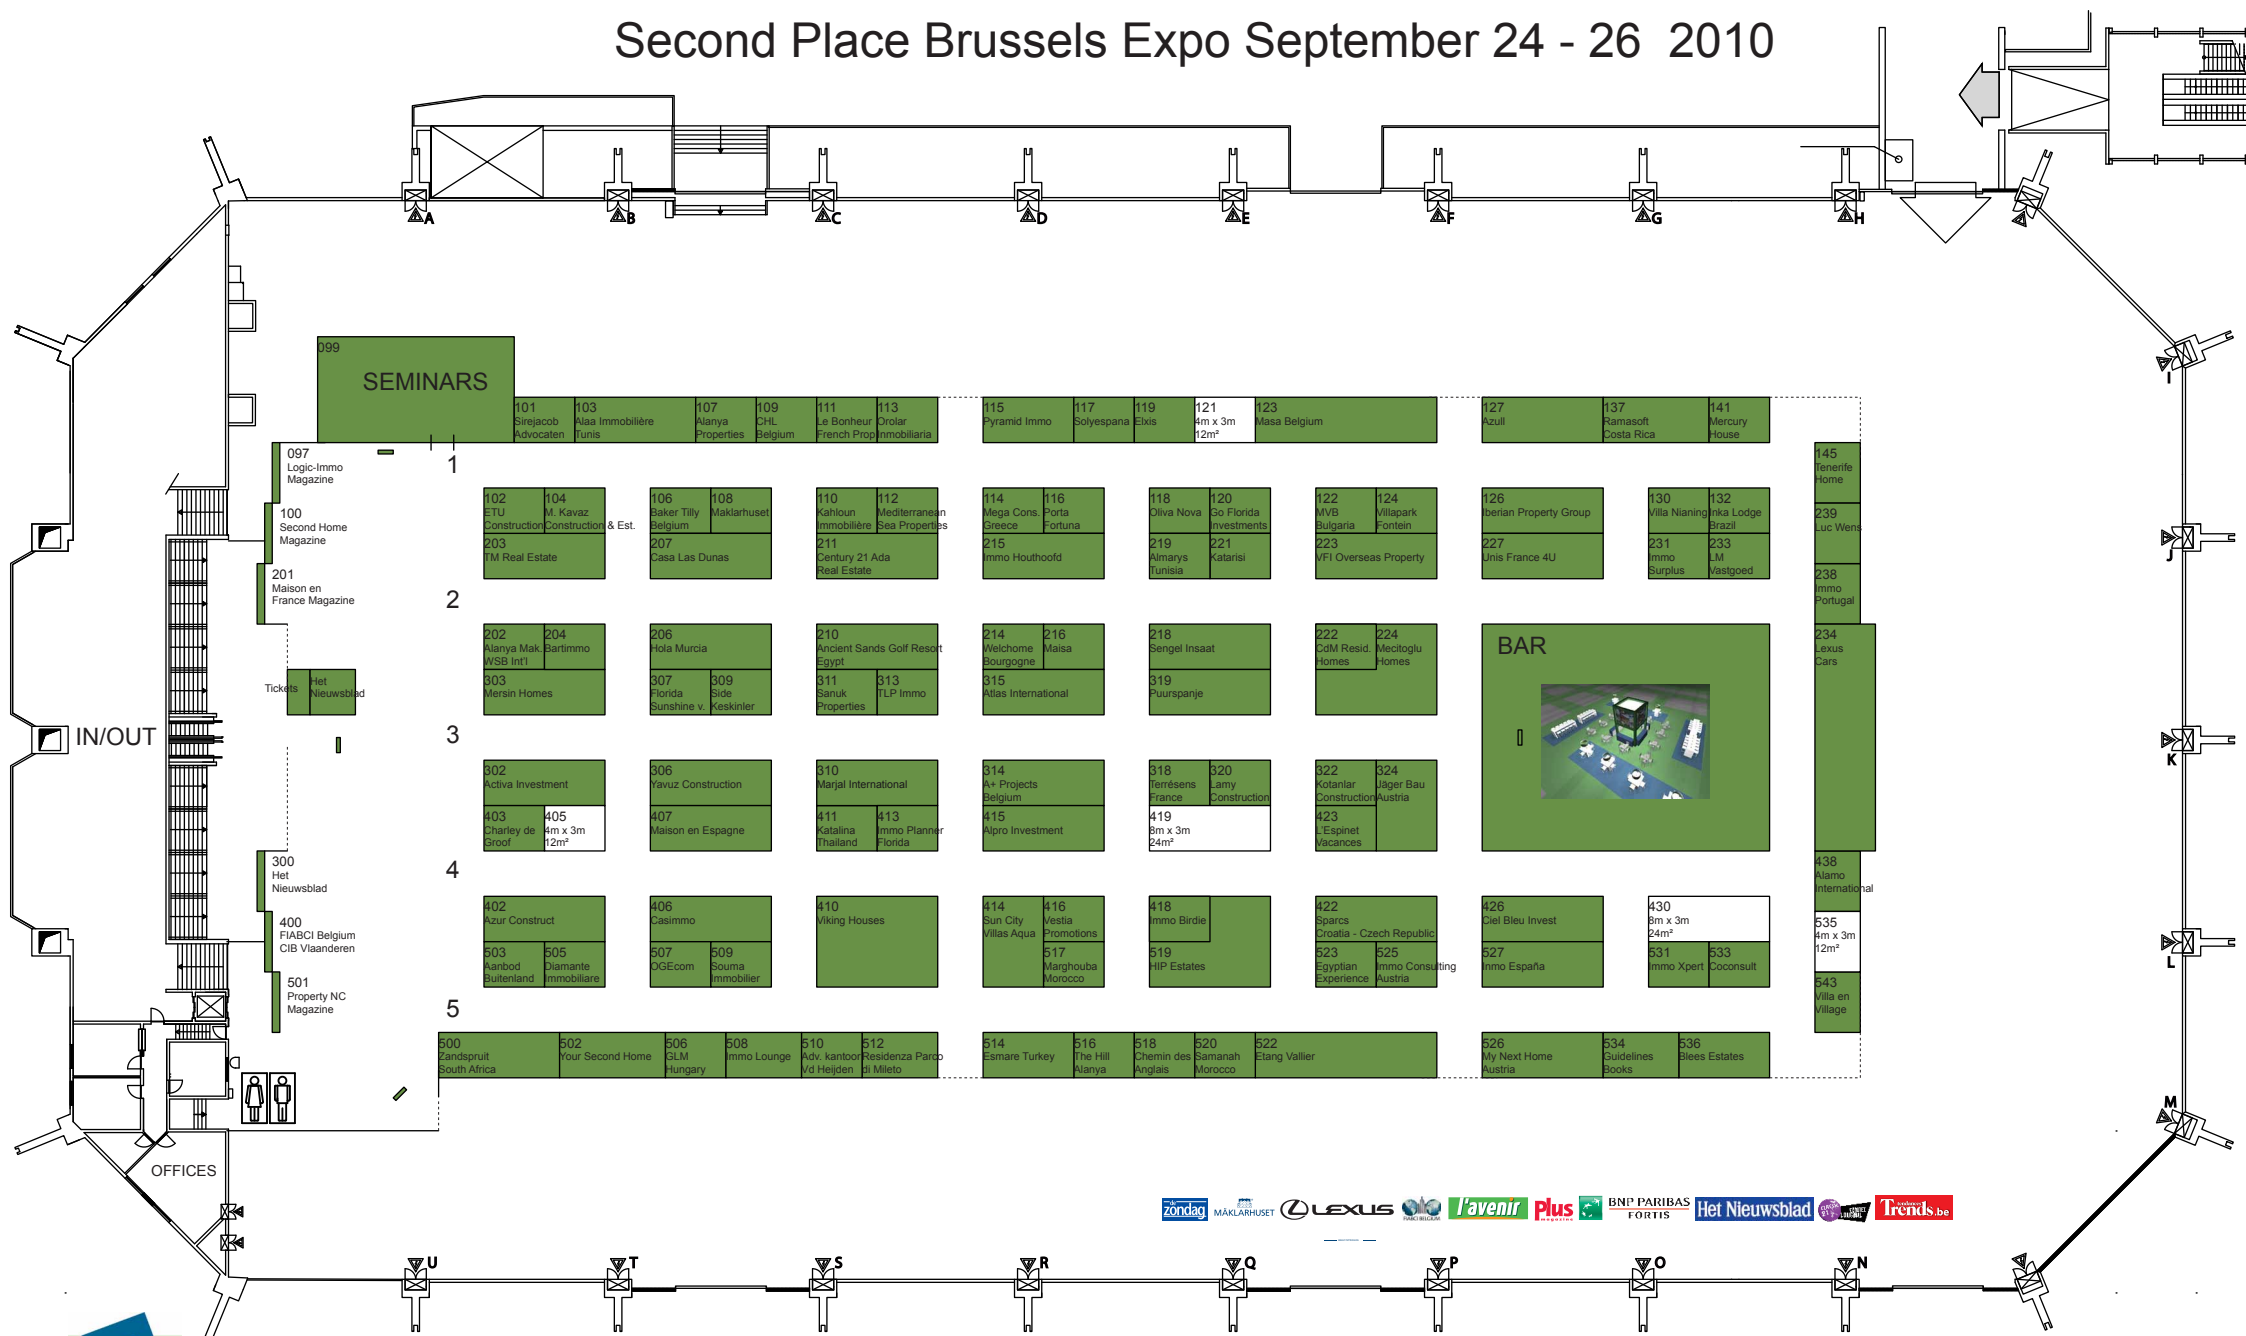 Second Place Brussels Expo September 24 - 26  2010
A
B
C
D
E
F
G
H
I
J
K
L
M
N
O
P
Q
R
S
T
U
099
SEMINARS
101
Sirejacob
Advocaten
103
Alaa Immobilière
Tunis
107
Alanya
Properties
109
CHL
Belgium
111
Le Bonheur
French Prop
113
Orolar
Inmobiliaria
115
Pyramid Immo
117
Solyespana
119
Elxis
121
4m x 3m
12m²
123
Masa Belgium
127
Azull
137
Ramasoft
Costa Rica
141
Mercury
House
097
Logic-Immo
Magazine
100
Second Home
Magazine
201
Maison en
France Magazine
1
102
ETU
Construction
104
M. Kavaz
Construction & Est.
203
TM Real Estate
106
Baker Tilly
Belgium
108
Maklarhuset
207
Casa Las Dunas
110
Kahloun
Immobilière
112
Mediterranean
Sea Properties
211
Century 21 Ada
Real Estate
114
Mega Cons.
Greece
116
Porta
Fortuna
215
Immo Houthoofd
118
Oliva Nova
120
Go Florida
Investments
219
Almarys
Tunisia
221
Katarisi
122
MVB
Bulgaria
124
Villapark
Fontein
223
VFI Overseas Property
126
Iberian Property Group
227
Unis France 4U
130
Villa Nianing
132
Inka Lodge
Brazil
231
Immo
Surplus
233
LM
Vastgoed
145
Tenerife
Home
239
Luc Wens
238
Immo
Portugal
234
Lexus
Cars
2
202
Alanya Mak.
WSB Int'l
204
Bartimmo
303
Mersin Homes
206
Hola Murcia
307
Florida
Sunshine v.
309
Side
Keskinler
210
Ancient Sands Golf Resort
Egypt
311
Sanuk
Properties
313
TLP Immo
214
Welchome
Bourgogne
216
Maisa
315
Atlas International
218
Sengel Insaat
319
Puurspanje
222
CdM Resid.
Homes
224
Mecitoglu
Homes
BAR
Tickets
Het
Nieuwsblad
IN/OUT
3
302
Activa Investment
403
Charley de
Groof
405
4m x 3m
12m²
306
Yavuz Construction
407
Maison en Espagne
310
Marjal International
411
Katalina
Thailand
413
Immo Planner
Florida
314
A+ Projects
Belgium
415
Alpro Investment
318
Terrésens
France
320
Lamy
Construction
419
8m x 3m
24m²
322
Kotanlar
Construction
324
Jäger Bau
Austria
423
L'Espinet
Vacances
300
Het
Nieuwsblad
400
FIABCI Belgium
CIB Vlaanderen
501
Property NC
Magazine
4
402
Azur Construct
503
Aanbod
Buitenland
505
Diamante
Immobiliare
406
Casimmo
507
OGEcom
509
Souma
Immobilier
410
Viking Houses
414
Sun City
Villas Aqua
416
Vestia
Promotions
517
Marghouba
Morocco
418
Immo Birdie
519
HIP Estates
422
Sparcs
Croatia - Czech Republic
523
Egyptian
Experience
525
Immo Consulting
Austria
426
Ciel Bleu Invest
527
Inmo España
430
8m x 3m
24m²
531
Immo Xpert
533
Coconsult
438
Alamo
International
535
4m x 3m
12m²
543
Villa en
Village
5
500
Zandspruit
South Africa
502
Your Second Home
506
GLM
Hungary
508
Immo Lounge
510
Adv. kantoor
Vd Heijden
512
Residenza Parco
di Mileto
514
Esmare Turkey
516
The Hill
Alanya
518
Chemin des
Anglais
520
Samanah
Morocco
522
Etang Vallier
526
My Next Home
Austria
534
Guidelines
Books
536
Blees Estates
OFFICES
de zondag
MÄKLARHUSET
LEXUS
FIABCI BELGIUM
l'avenir
Plus
magazine
BNP PARIBAS
FORTIS
Het Nieuwsblad
Trends.be